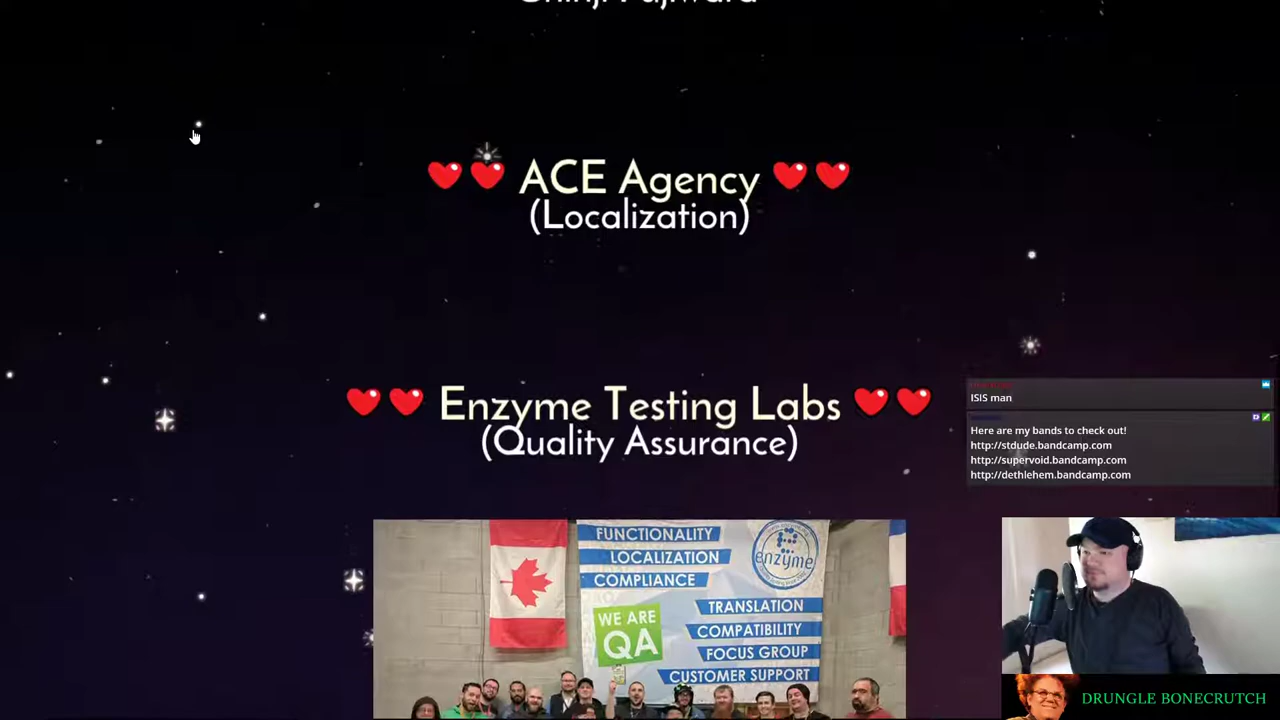 ACE Agency
(Localization)
Enzyme Testing Labs
(Quality Assurance)
ISIS man
Here are my bands to check out!
http://stdude.bandcamp.com
http://supervoid.bandcamp.com
http://dethlehem.bandcamp.com
FUNCTIONALITY
LOCALIZATION
COMPLIANCE
enzyme
WE ARE
QA
TRANSLATION
COMPATIBILITY
FOCUS GROUP
CUSTOMER SUPPORT
DRUNGLE BONECRUTCH